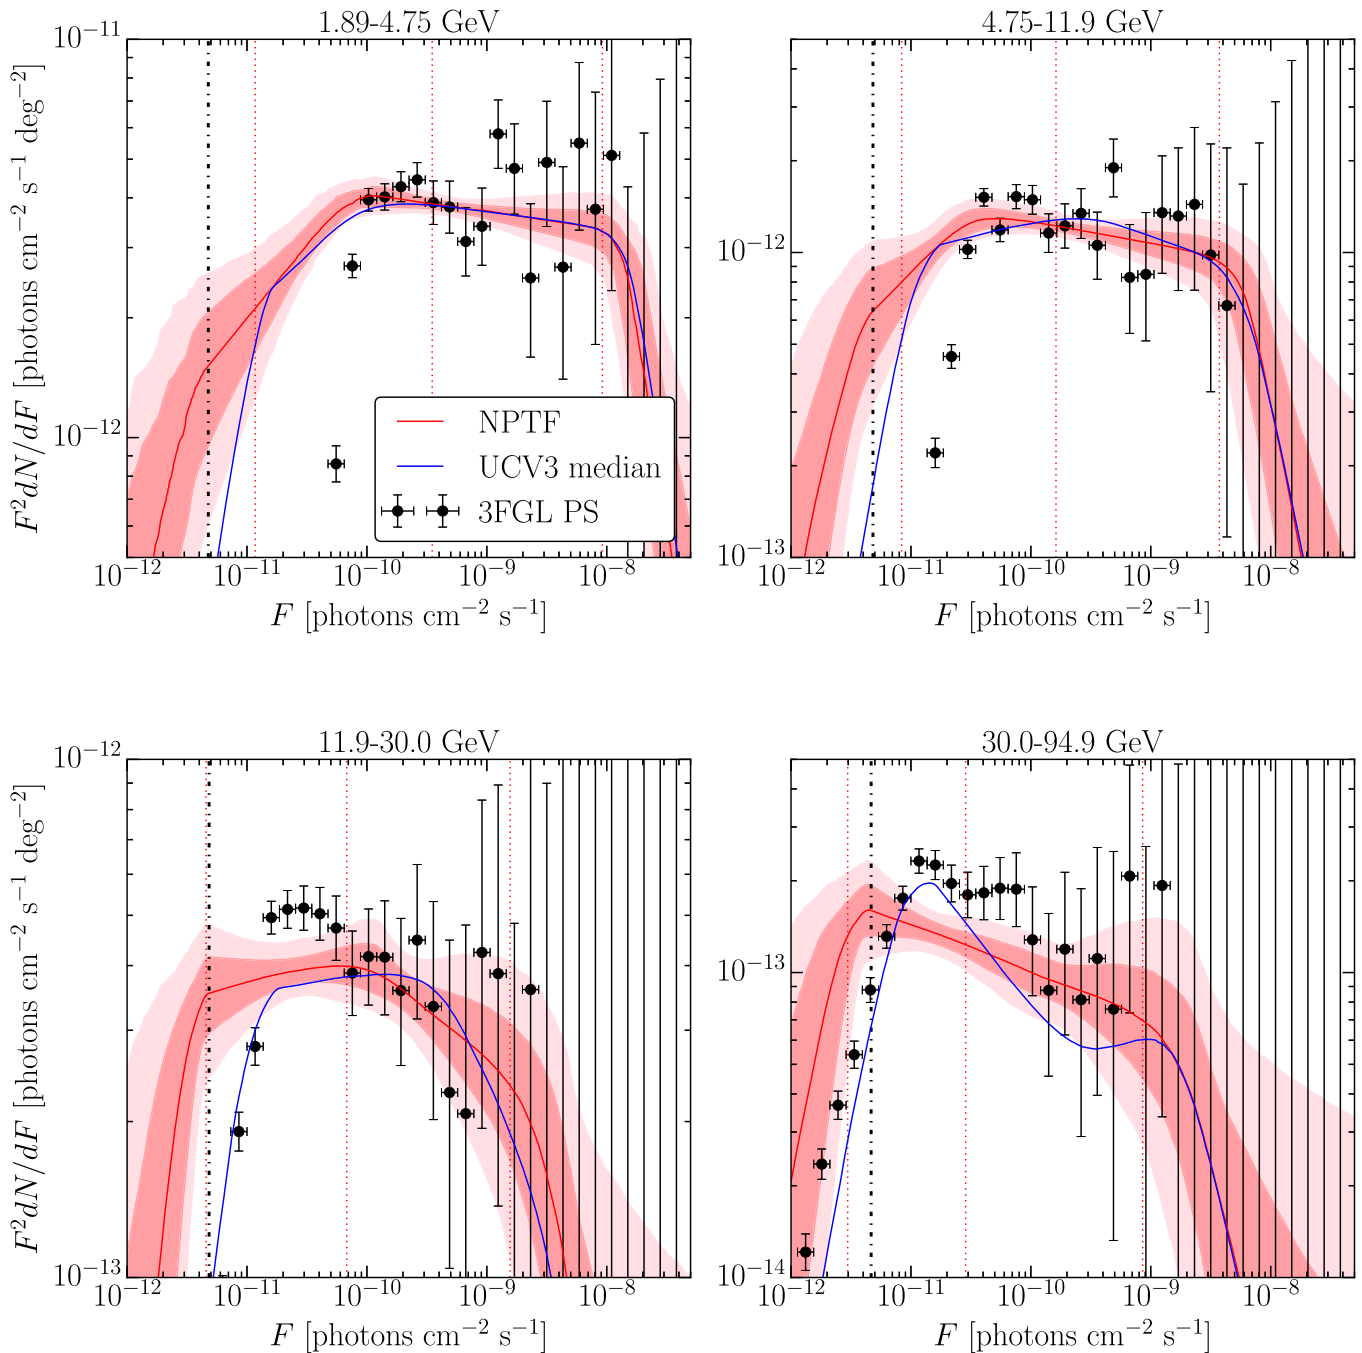 1.89-4.75 GeV
4.75-11.9 GeV
10⁻¹¹
10⁻¹²
F²dN/dF [photons cm⁻² s⁻¹ deg⁻²]
NPTF
UCV3 median
3FGL PS
10⁻¹² 10⁻¹¹ 10⁻¹⁰ 10⁻⁹ 10⁻⁸
F [photons cm⁻² s⁻¹]
10⁻¹²
10⁻¹³
10⁻¹² 10⁻¹¹ 10⁻¹⁰ 10⁻⁹ 10⁻⁸
F [photons cm⁻² s⁻¹]
11.9-30.0 GeV
30.0-94.9 GeV
10⁻¹²
10⁻¹³
F²dN/dF [photons cm⁻² s⁻¹ deg⁻²]
10⁻¹² 10⁻¹¹ 10⁻¹⁰ 10⁻⁹ 10⁻⁸
F [photons cm⁻² s⁻¹]
10⁻¹³
10⁻¹⁴
10⁻¹² 10⁻¹¹ 10⁻¹⁰ 10⁻⁹ 10⁻⁸
F [photons cm⁻² s⁻¹]